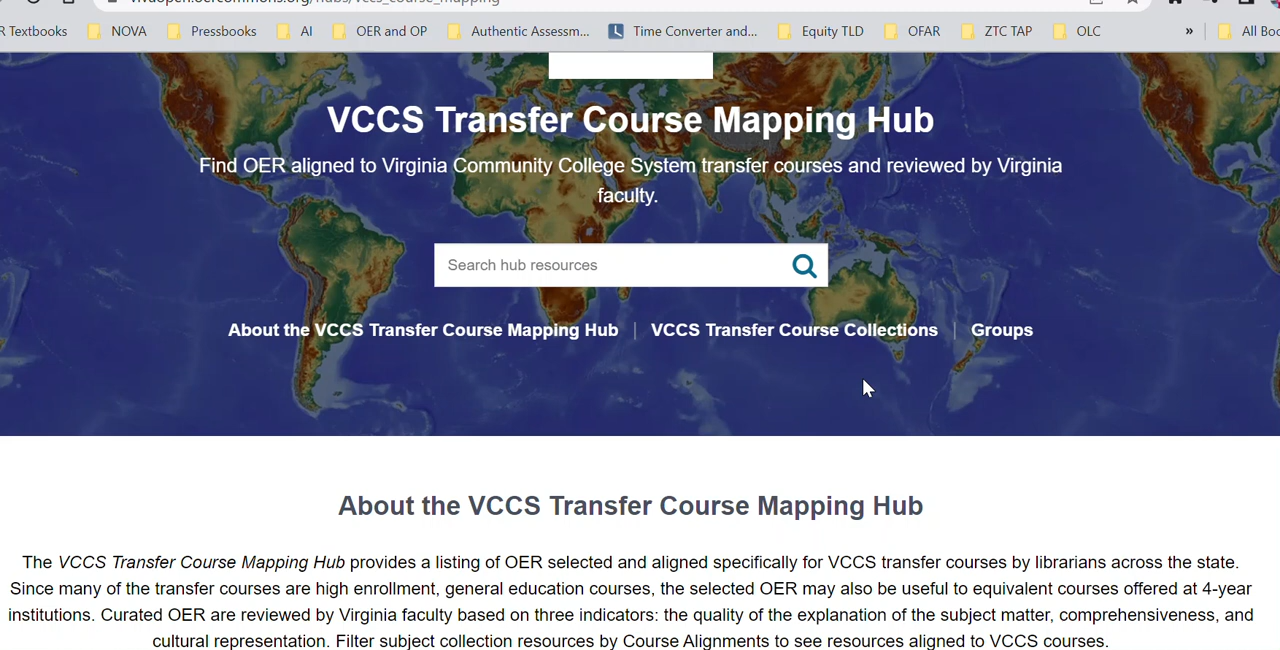 R Textbooks NOVA Pressbooks AI OER and OP Authentic Assessm... Time Converter and... Equity TLD OFAR ZTC TAP OLC » All Boo
VCCS Transfer Course Mapping Hub
Find OER aligned to Virginia Community College System transfer courses and reviewed by Virginia
faculty.
Search hub resources
About the VCCS Transfer Course Mapping Hub | VCCS Transfer Course Collections | Groups
About the VCCS Transfer Course Mapping Hub
The VCCS Transfer Course Mapping Hub provides a listing of OER selected and aligned specifically for VCCS transfer courses by librarians across the state.
Since many of the transfer courses are high enrollment, general education courses, the selected OER may also be useful to equivalent courses offered at 4-year
institutions. Curated OER are reviewed by Virginia faculty based on three indicators: the quality of the explanation of the subject matter, comprehensiveness, and
cultural representation. Filter subject collection resources by Course Alignments to see resources aligned to VCCS courses.